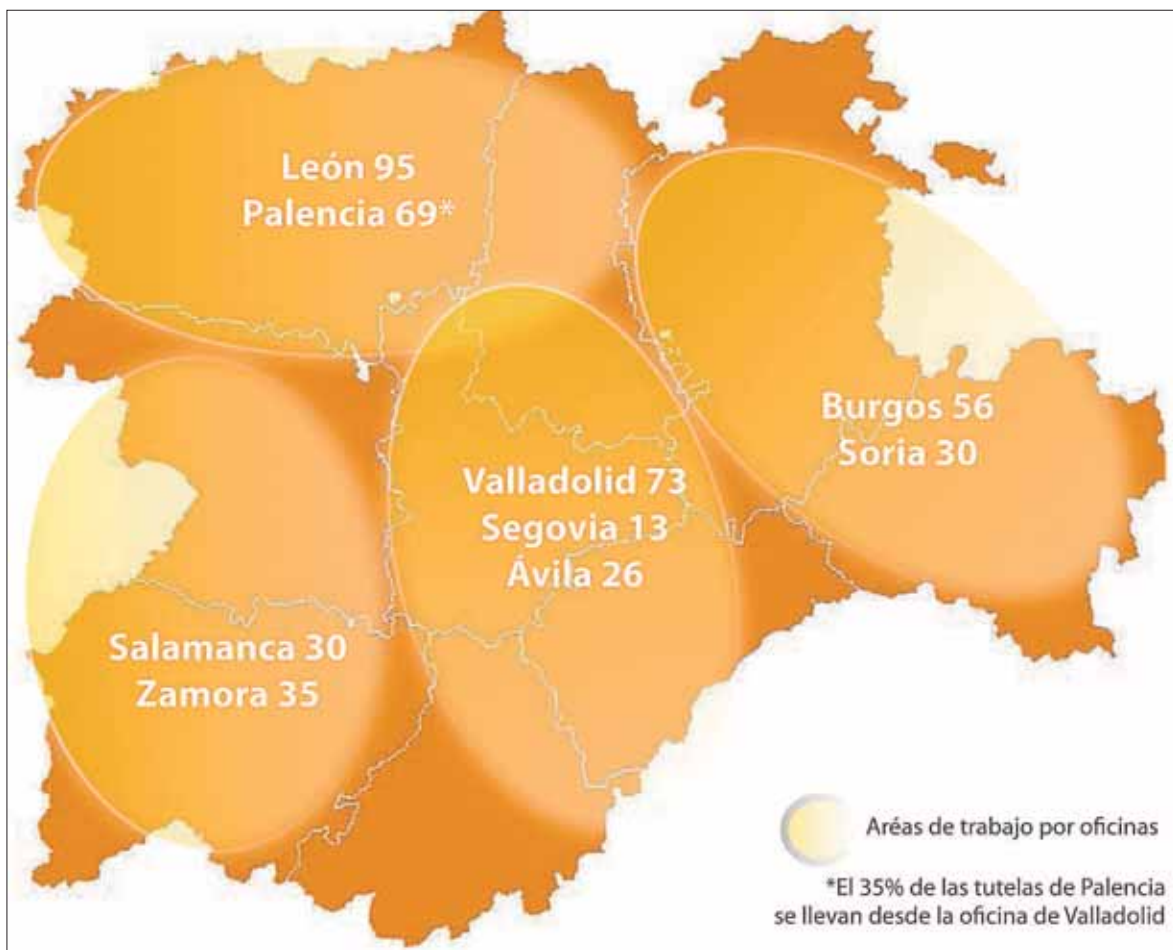 León 95
Palencia 69*
Burgos 56
Soria 30
Valladolid 73
Segovia 13
Ávila 26
Salamanca 30
Zamora 35
Aréas de trabajo por oficinas
*El 35% de las tutelas de Palencia
se llevan desde la oficina de Valladolid